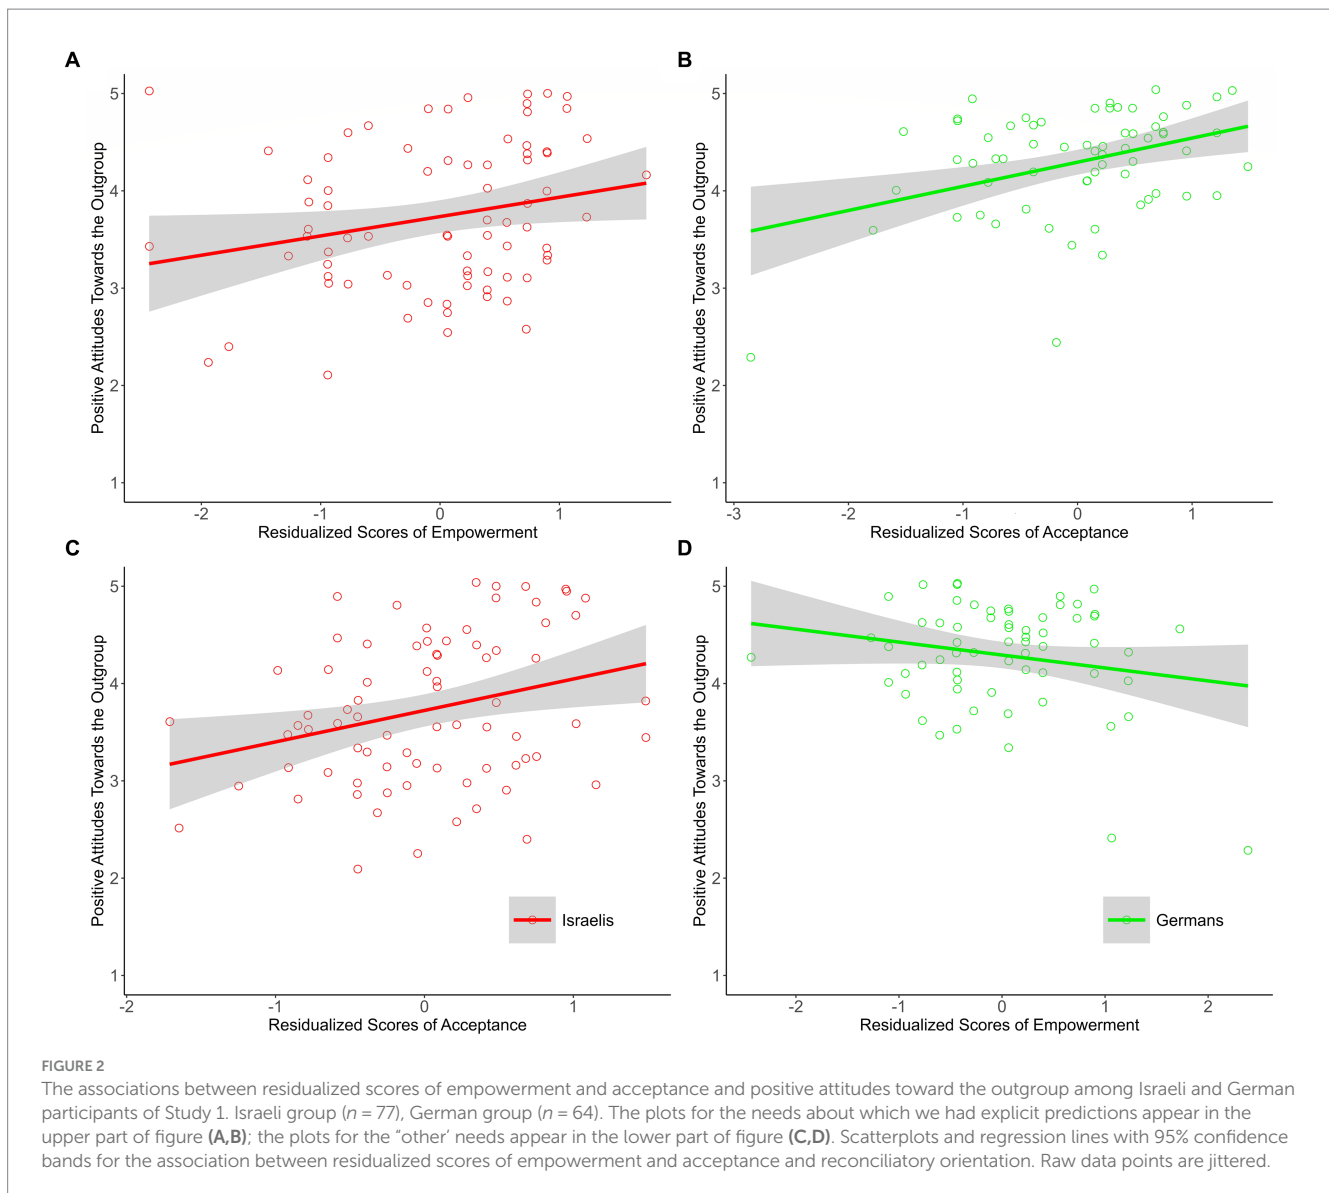 A
5
4
3
2
1
Positive Attitudes Towards the Outgroup
-2
-1
0
1
Residualized Scores of Empowerment
B
5
4
3
2
1
Positive Attitudes Towards the Outgroup
-3
-2
-1
0
1
Residualized Scores of Acceptance
C
5
4
3
2
1
Positive Attitudes Towards the Outgroup
Israelis
-2
-1
0
1
Residualized Scores of Acceptance
D
5
4
3
2
1
Positive Attitudes Towards the Outgroup
Germans
-2
-1
0
1
2
Residualized Scores of Empowerment
FIGURE 2
The associations between residualized scores of empowerment and acceptance and positive attitudes toward the outgroup among Israeli and German
participants of Study 1. Israeli group (n = 77), German group (n = 64). The plots for the needs about which we had explicit predictions appear in the
upper part of figure (A,B); the plots for the “other’ needs appear in the lower part of figure (C,D). Scatterplots and regression lines with 95% confidence
bands for the association between residualized scores of empowerment and acceptance and reconciliatory orientation. Raw data points are jittered.